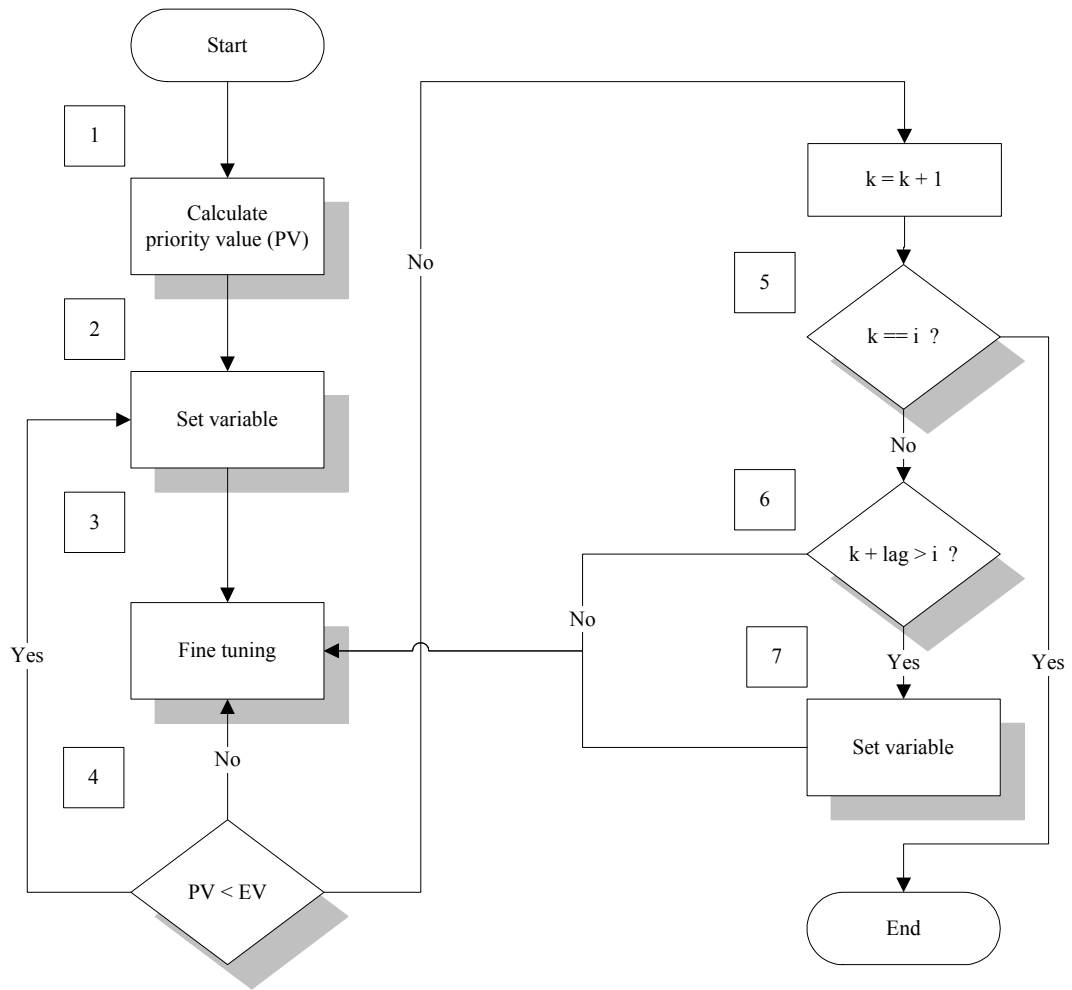 Start
1
Calculate
priority value (PV)
2
Set variable
3
Fine tuning
Yes
No
4
PV < EV
No
k = k + 1
5
k == i ?
No
6
k + lag > i ?
No
Yes
Yes
7
Set variable
End